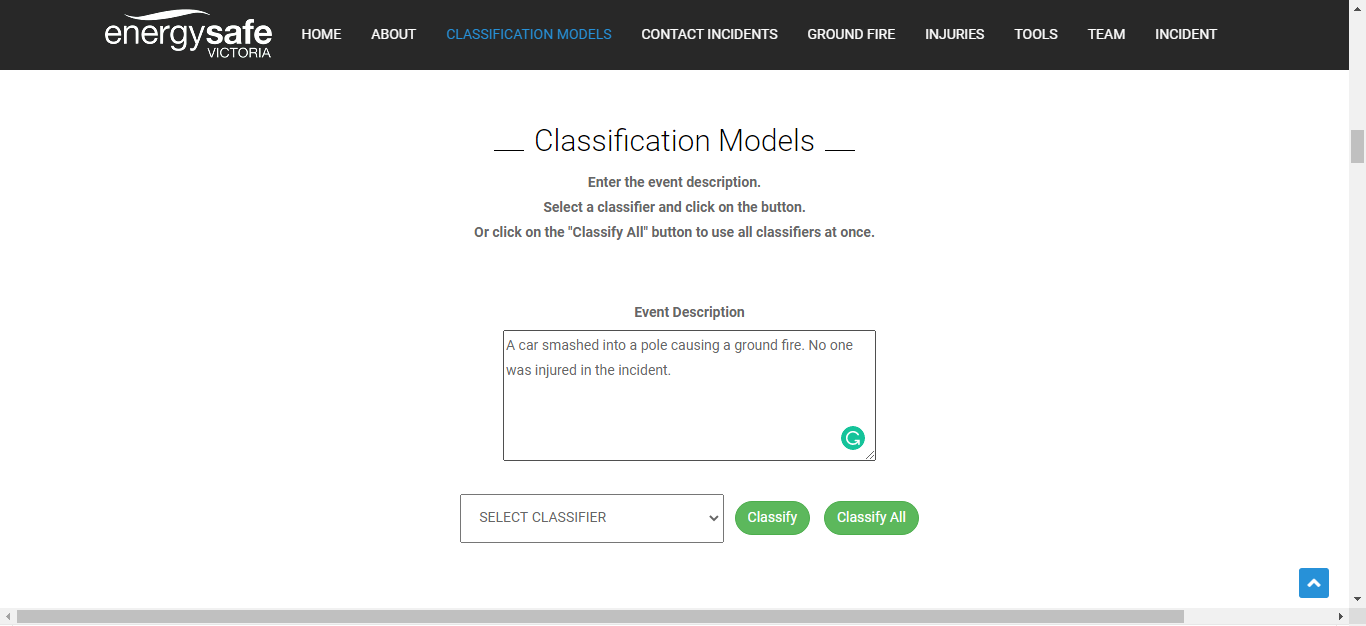 energysafe
VICTORIA
HOME ABOUT CLASSIFICATION MODELS CONTACT INCIDENTS GROUND FIRE INJURIES TOOLS TEAM INCIDENT
Classification Models
Enter the event description.
Select a classifier and click on the button.
Or click on the "Classify All" button to use all classifiers at once.
Event Description
A car smashed into a pole causing a ground fire. No one
was injured in the incident.
SELECT CLASSIFIER Classify Classify All